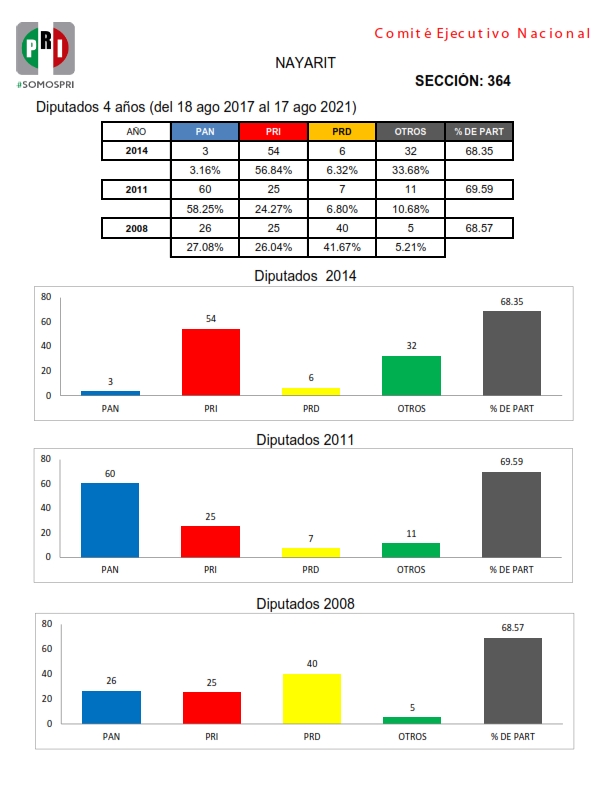 Comité Ejecutivo Nacional
PRI
#SOMOSPRI
NAYARIT
SECCIÓN: 364
Diputados 4 años (del 18 ago 2017 al 17 ago 2021)
AÑO PAN PRI PRD OTROS % DE PART
2014 3 54 6 32 68.35
3.16% 56.84% 6.32% 33.68%
2011 60 25 7 11 69.59
58.25% 24.27% 6.80% 10.68%
2008 26 25 40 5 68.57
27.08% 26.04% 41.67% 5.21%
Diputados 2014
80
60
40
20
0
3 54 6 32 68.35
PAN PRI PRD OTROS % DE PART
Diputados 2011
80
60
40
20
0
60 25 7 11 69.59
PAN PRI PRD OTROS % DE PART
Diputados 2008
80
60
40
20
0
26 25 40 5 68.57
PAN PRI PRD OTROS % DE PART